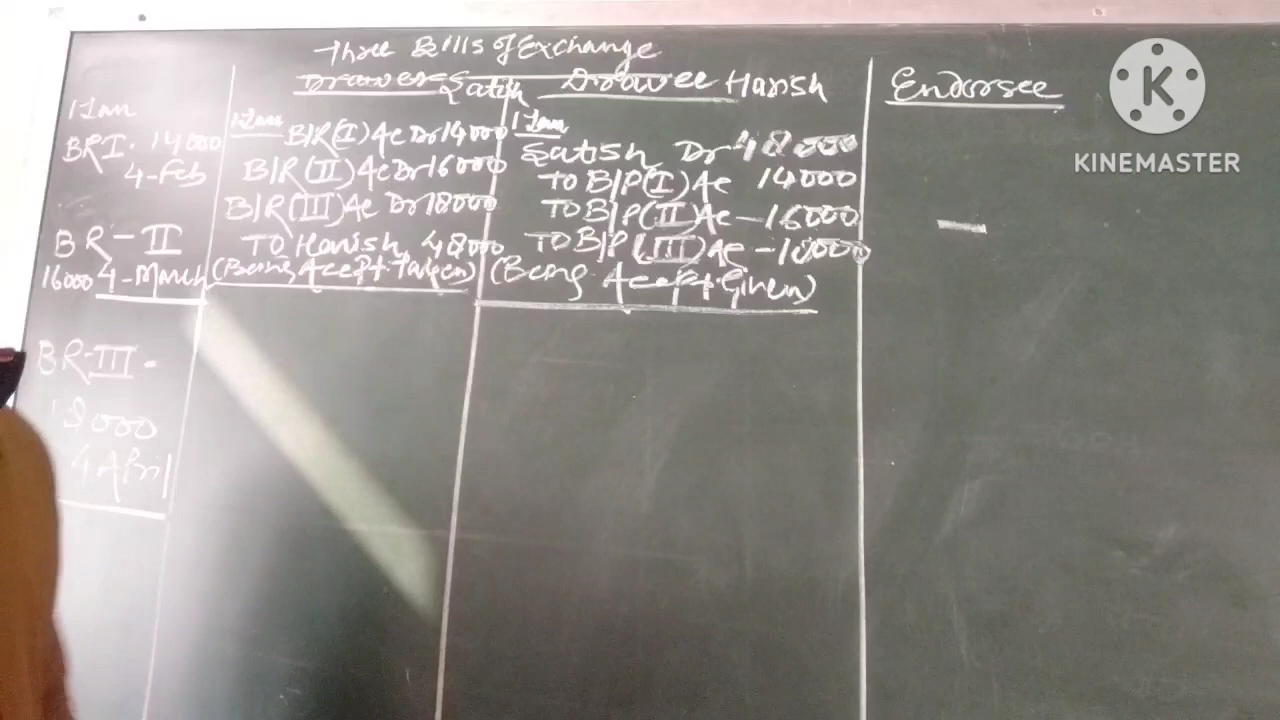 Three Bills of Exchange
Drawer Satish
Drawee Harish
Endorsee
1 Jan
BR I. 14000
4-Feb
BR-II
16000 4-March
BR-III.
18000
4 April
1 Jan B/R(I) Ac Dr 14000
B/R(II) Ac Dr 16000
B/R(III) Ac Dr 18000
To Harish 48000
(Being Acept. Taken)
1 Jan
Satish Dr 48000
To B/P(I) Ac 14000
To B/P(II) Ac - 16000
To B/P(III) Ac - 18000
(Being Acept. Given)
-
K
KINEMASTER